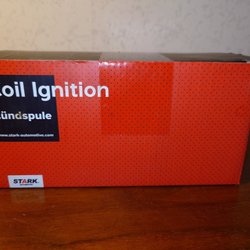 Coil Ignition
Zündspule
www.stark-automotive.com
STARK